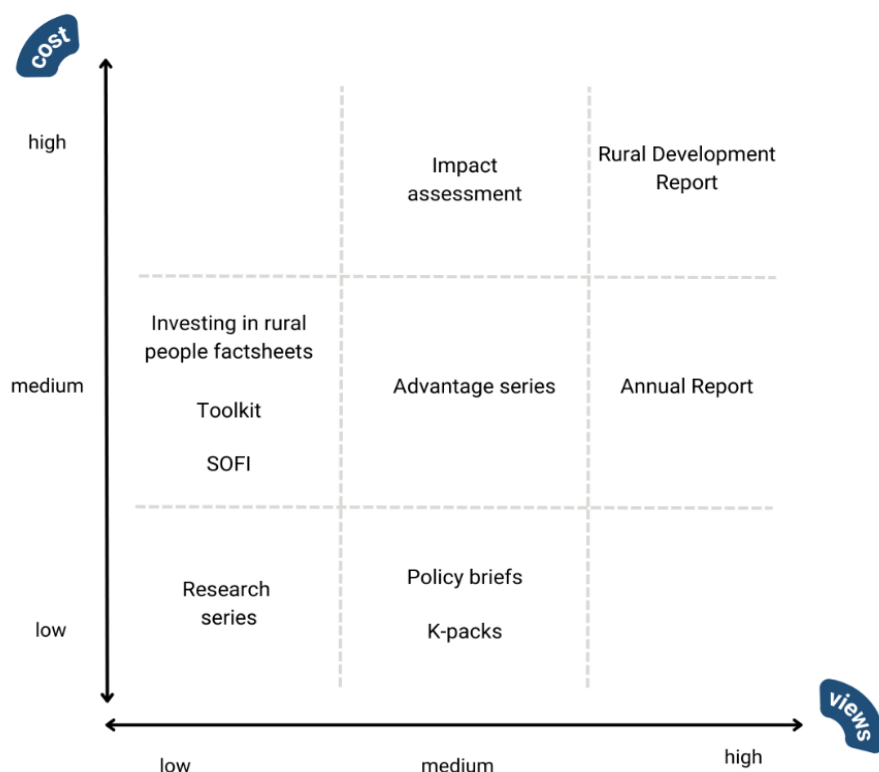 cost
high
Impact
assessment
Rural Development
Report
Investing in rural
people factsheets
medium
Toolkit
SOFI
Advantage series
Annual Report
Research
series
Policy briefs
K-packs
low
views
low
medium
high